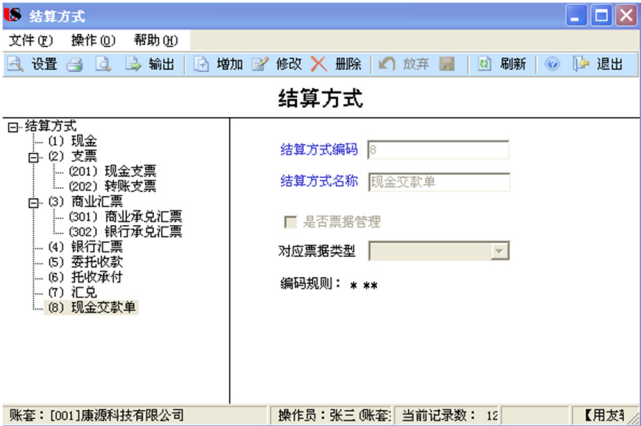 结算方式
文件(F) 操作(O) 帮助(H)
设置 输出 增加 修改 删除 放弃 刷新 退出
结算方式
结算方式
(1) 现金
(2) 支票
(201) 现金支票
(202) 转账支票
(3) 商业汇票
(301) 商业承兑汇票
(302) 银行承兑汇票
(4) 银行汇票
(5) 委托收款
(6) 托收承付
(7) 汇兑
(8) 现金交款单
结算方式编码 8
结算方式名称 现金交款单
是否票据管理
对应票据类型
编码规则: * **
账套:[001]康源科技有限公司 操作员:张三(账套: 当前记录数: 12 【用友